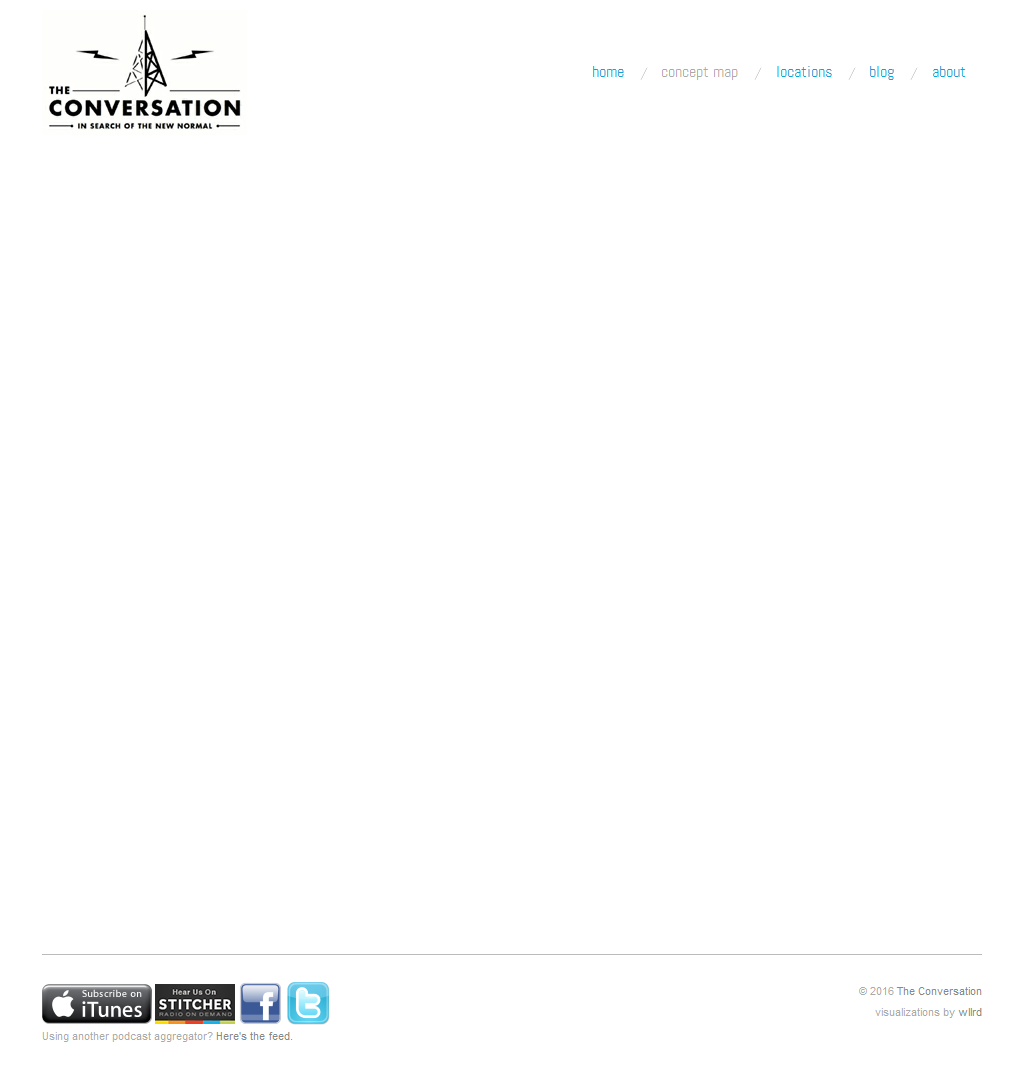 THE
CONVERSATION
IN SEARCH OF THE NEW NORMAL
home / concept map / locations / blog / about
Subscribe on
iTunes
Hear Us On
STITCHER
RADIO ON DEMAND
f
t
Using another podcast aggregator? Here's the feed.
© 2016 The Conversation
visualizations by wllrd